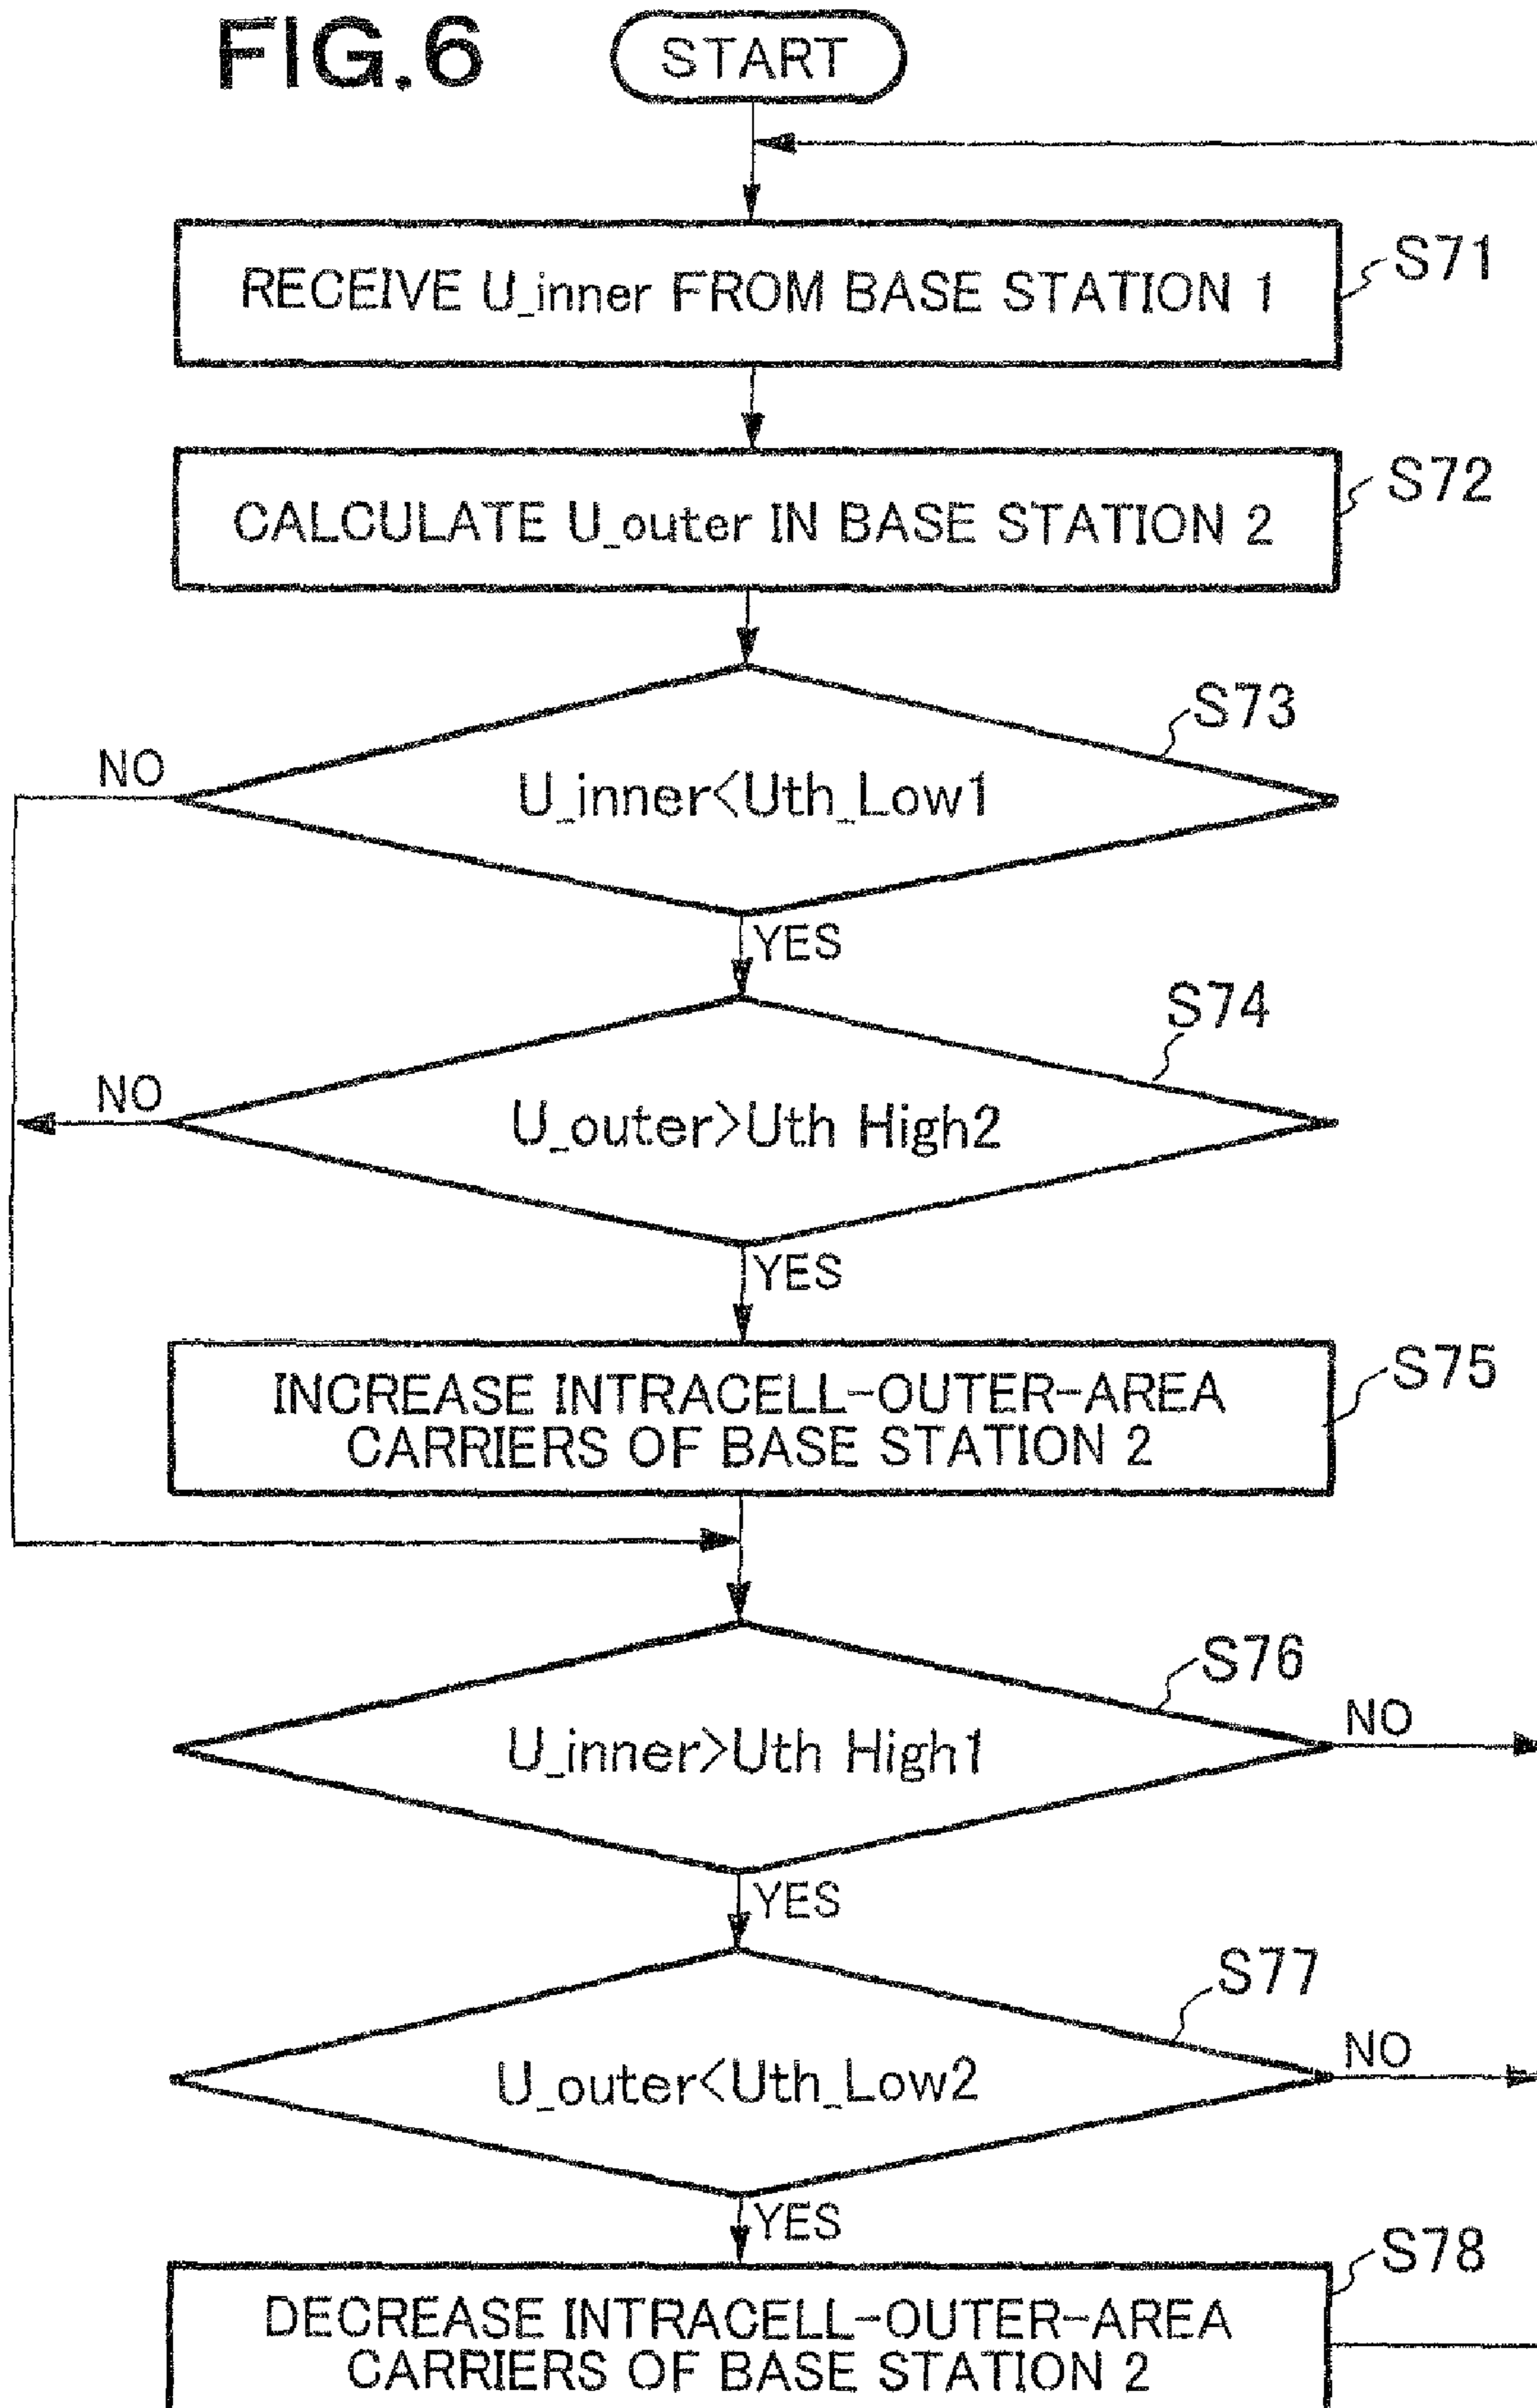 FIG.6
START
RECEIVE U_inner FROM BASE STATION 1
S71
CALCULATE U_outer IN BASE STATION 2
S72
S73
NO
U_inner<Uth_Low1
YES
S74
NO
U_outer>Uth High2
YES
INCREASE INTRACELL-OUTER-AREA
CARRIERS OF BASE STATION 2
S75
S76
NO
U_inner>Uth High1
YES
S77
NO
U_outer<Uth_Low2
YES
S78
DECREASE INTRACELL-OUTER-AREA
CARRIERS OF BASE STATION 2